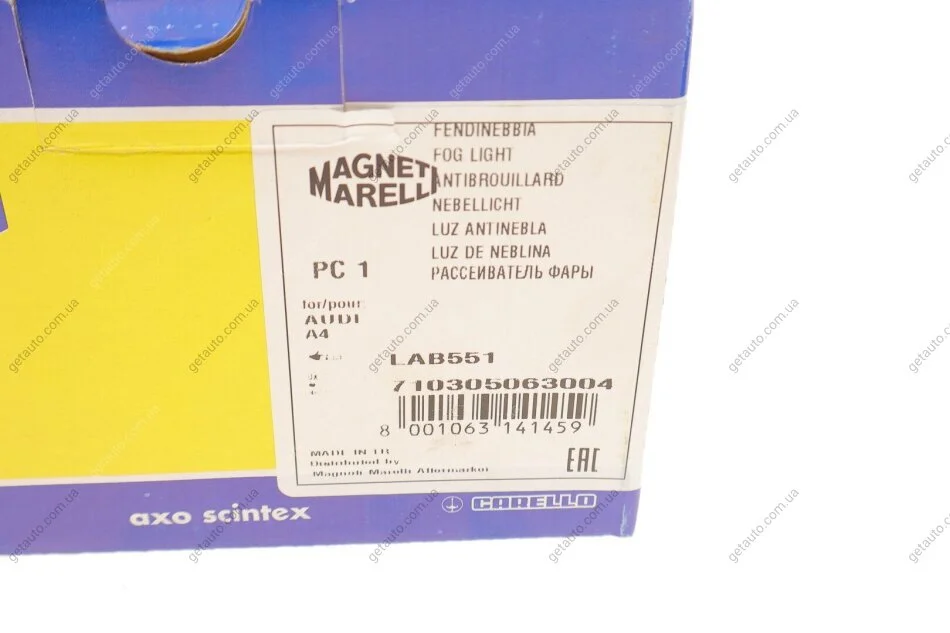 FENDINEBBIA
FOG LIGHT
ANTIBROUILLARD
NEBELLICHT
LUZ ANTINEBLA
LUZ DE NEBLINA
РАССЕИВАТЕЛЬ ФАРЫ
MAGNETI
MARELLI
PC 1
for/pour:
AUDI
A4
LAB551
710305063004
8 001063 141459
MADE IN TR
Distributed by
Magneti Marelli Aftermarket
EAC
axo scintex
CARELLO
getauto.com.ua